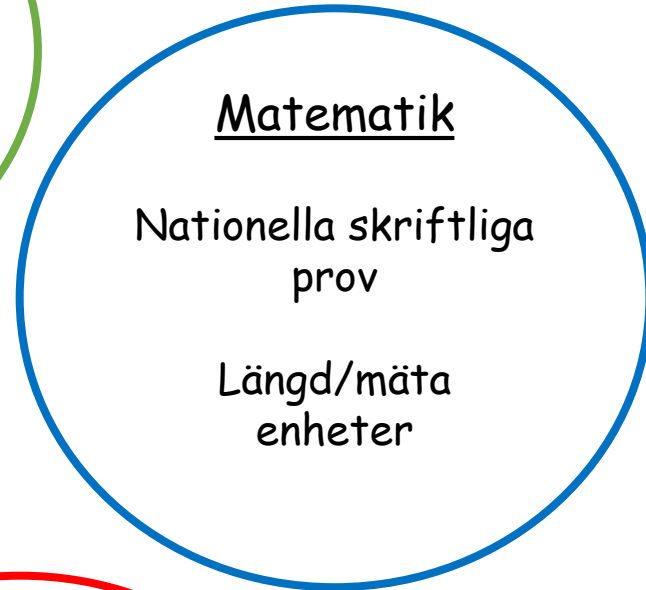 Matematik
Nationella skriftliga
prov
Längd/mäta
enheter